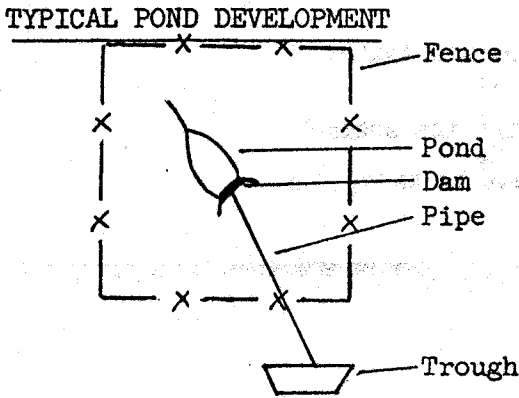 TYPICAL POND DEVELOPMENT
Fence
Pond
Dam
Pipe
Trough